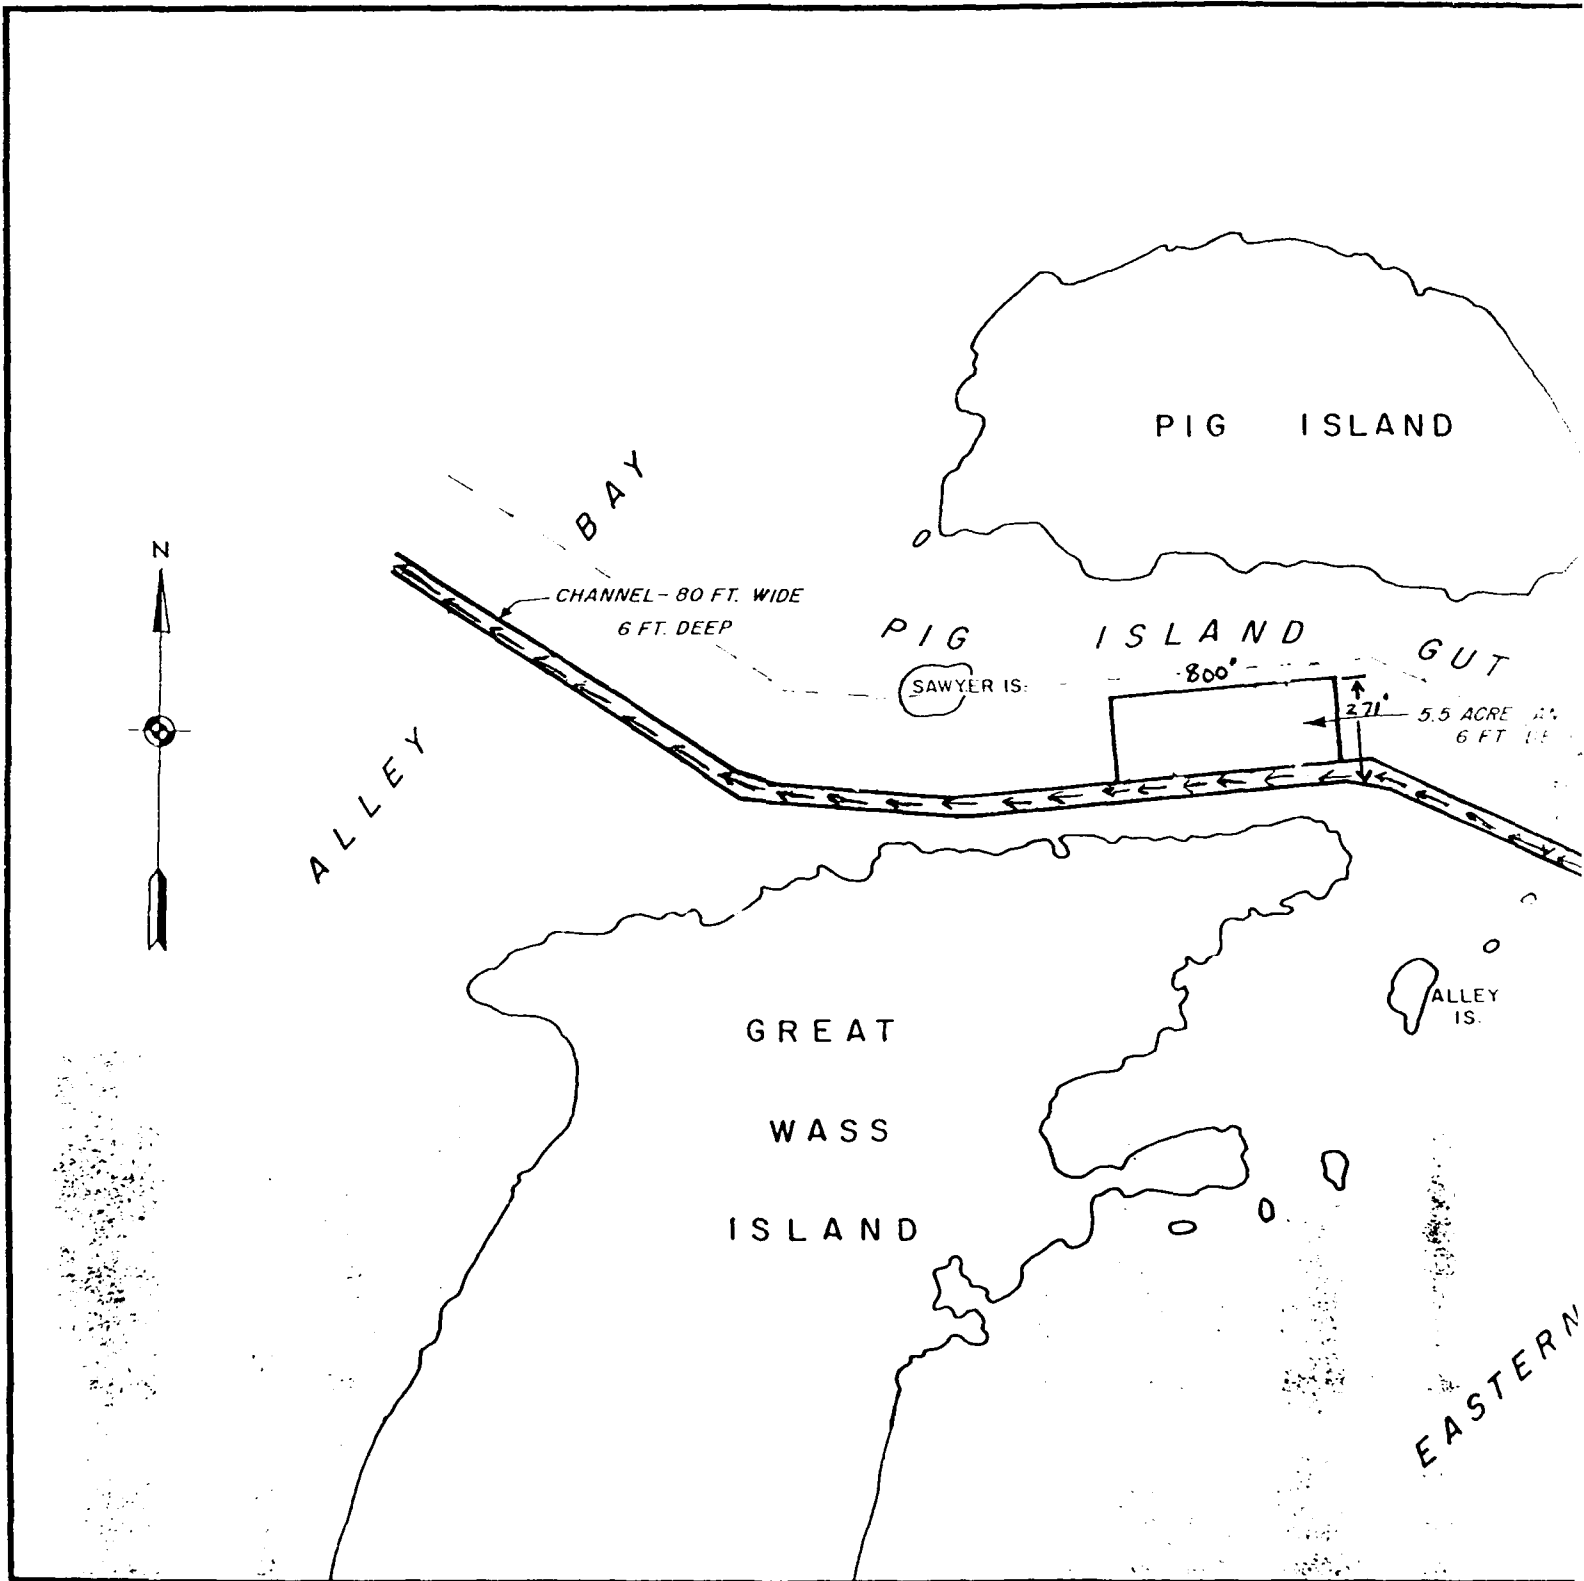 PIG ISLAND
BAY
N
CHANNEL - 80 FT. WIDE
6 FT. DEEP
PIG ISLAND GUT
800'
SAWYER IS.
271'
5.5 ACRE
6 FT
ALLEY
ALLEY
IS.
GREAT
WASS
ISLAND
EASTERN